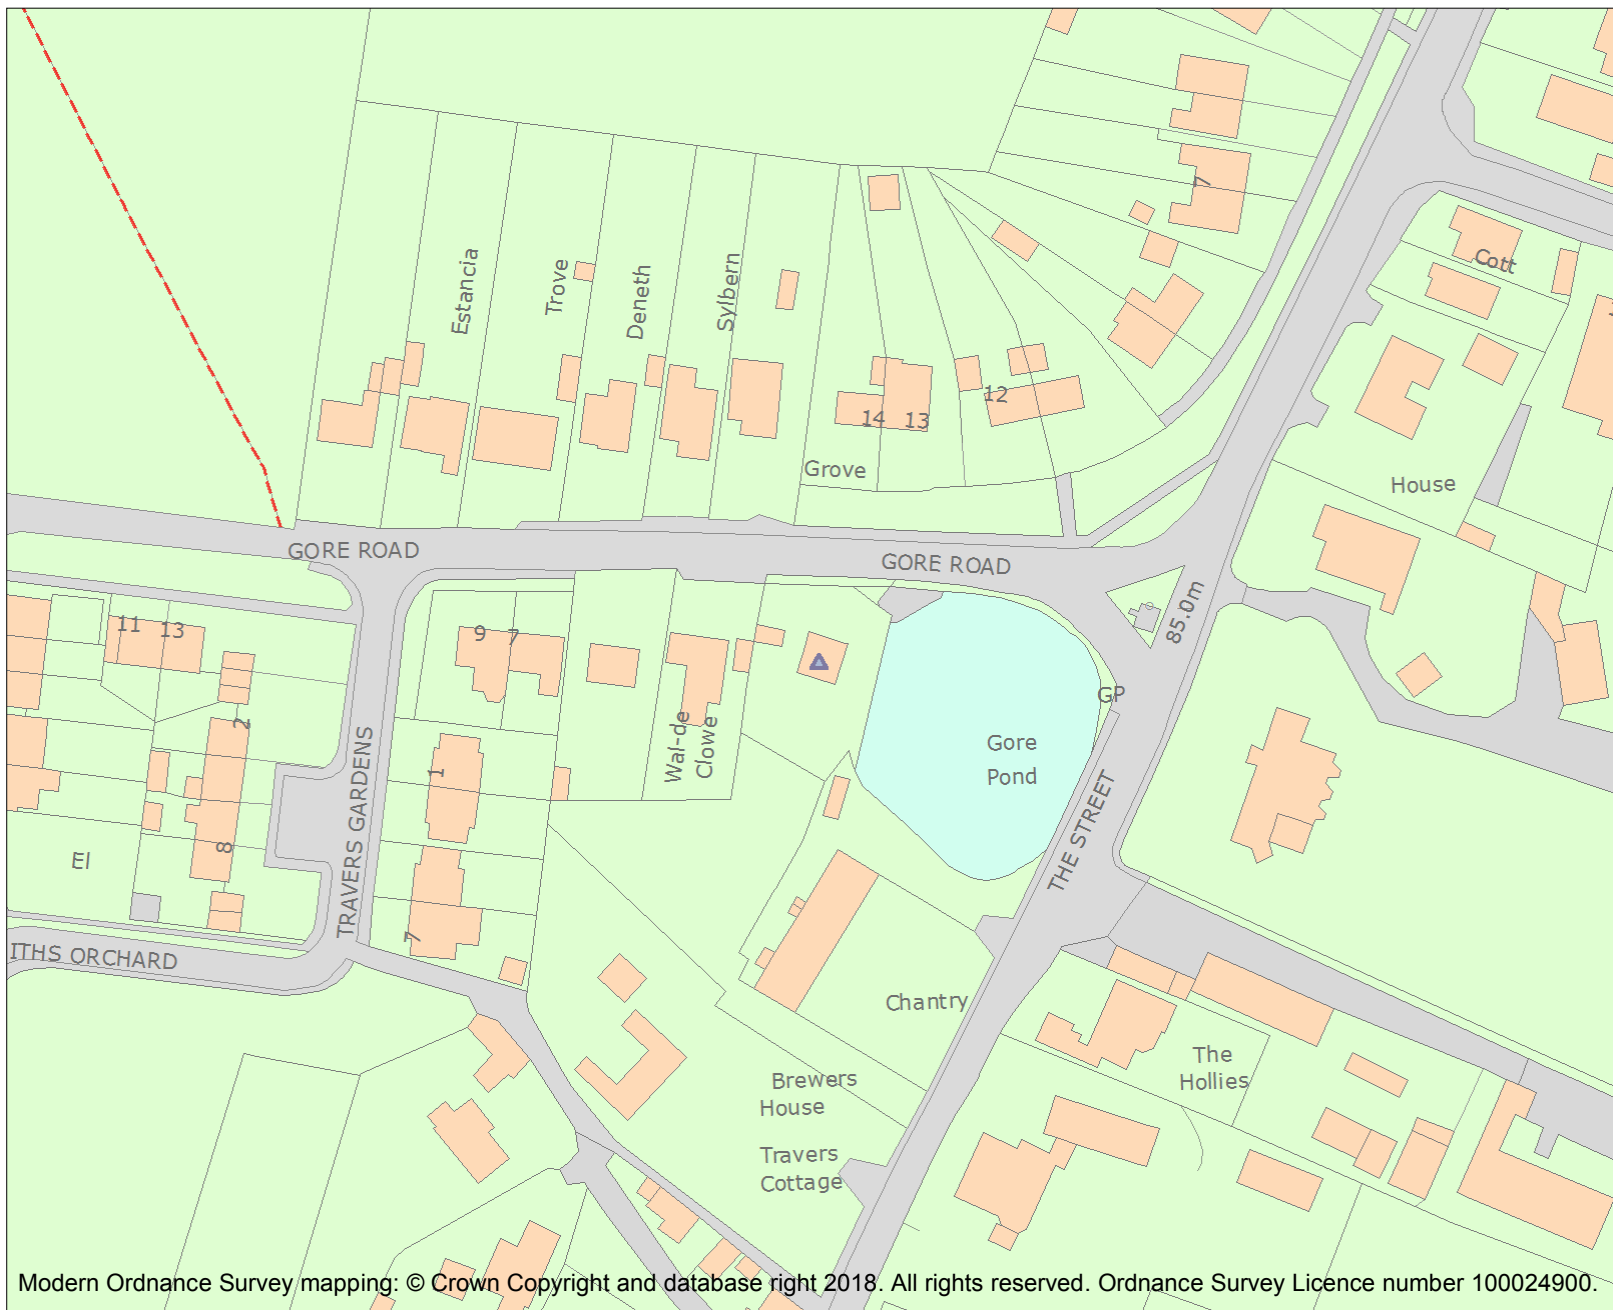 7
Cott
Estancia
Trove
Deneth
Sylbern
12
14
13
Grove
House
GORE ROAD
GORE ROAD
85.0m
11
13
9
7
2
GP
Wal-de
Clowe
Gore
Pond
1
TRAVERS GARDENS
THE STREET
8
El
7
ITHS ORCHARD
Chantry
The
Hollies
Brewers
House
Travers
Cottage
Modern Ordnance Survey mapping: © Crown Copyright and database right 2018. All rights reserved. Ordnance Survey Licence number 100024900.